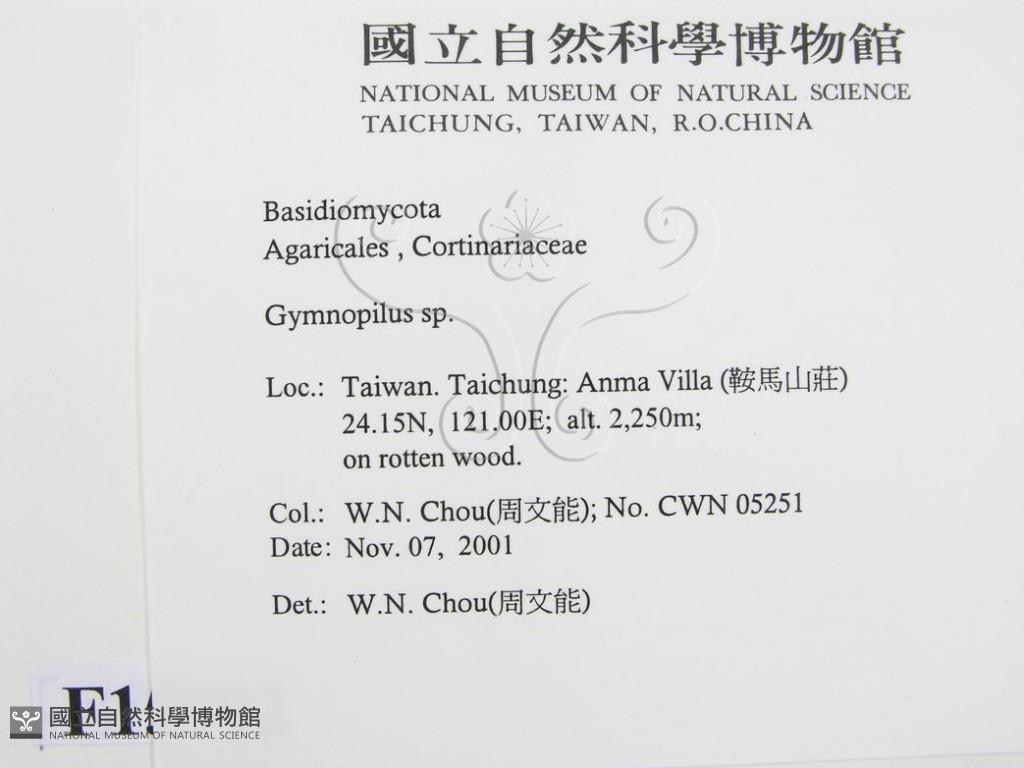 國立自然科學博物館
NATIONAL MUSEUM OF NATURAL SCIENCE
TAICHUNG, TAIWAN, R.O.CHINA
Basidiomycota
Agaricales , Cortinariaceae
Gymnopilus sp.
Loc.: Taiwan. Taichung: Anma Villa (鞍馬山莊)
24.15N, 121.00E; alt. 2,250m;
on rotten wood.
Col.: W.N. Chou(周文能); No. CWN 05251
Date: Nov. 07, 2001
Det.: W.N. Chou(周文能)
國立自然科學博物館
NATIONAL MUSEUM OF NATURAL SCIENCE